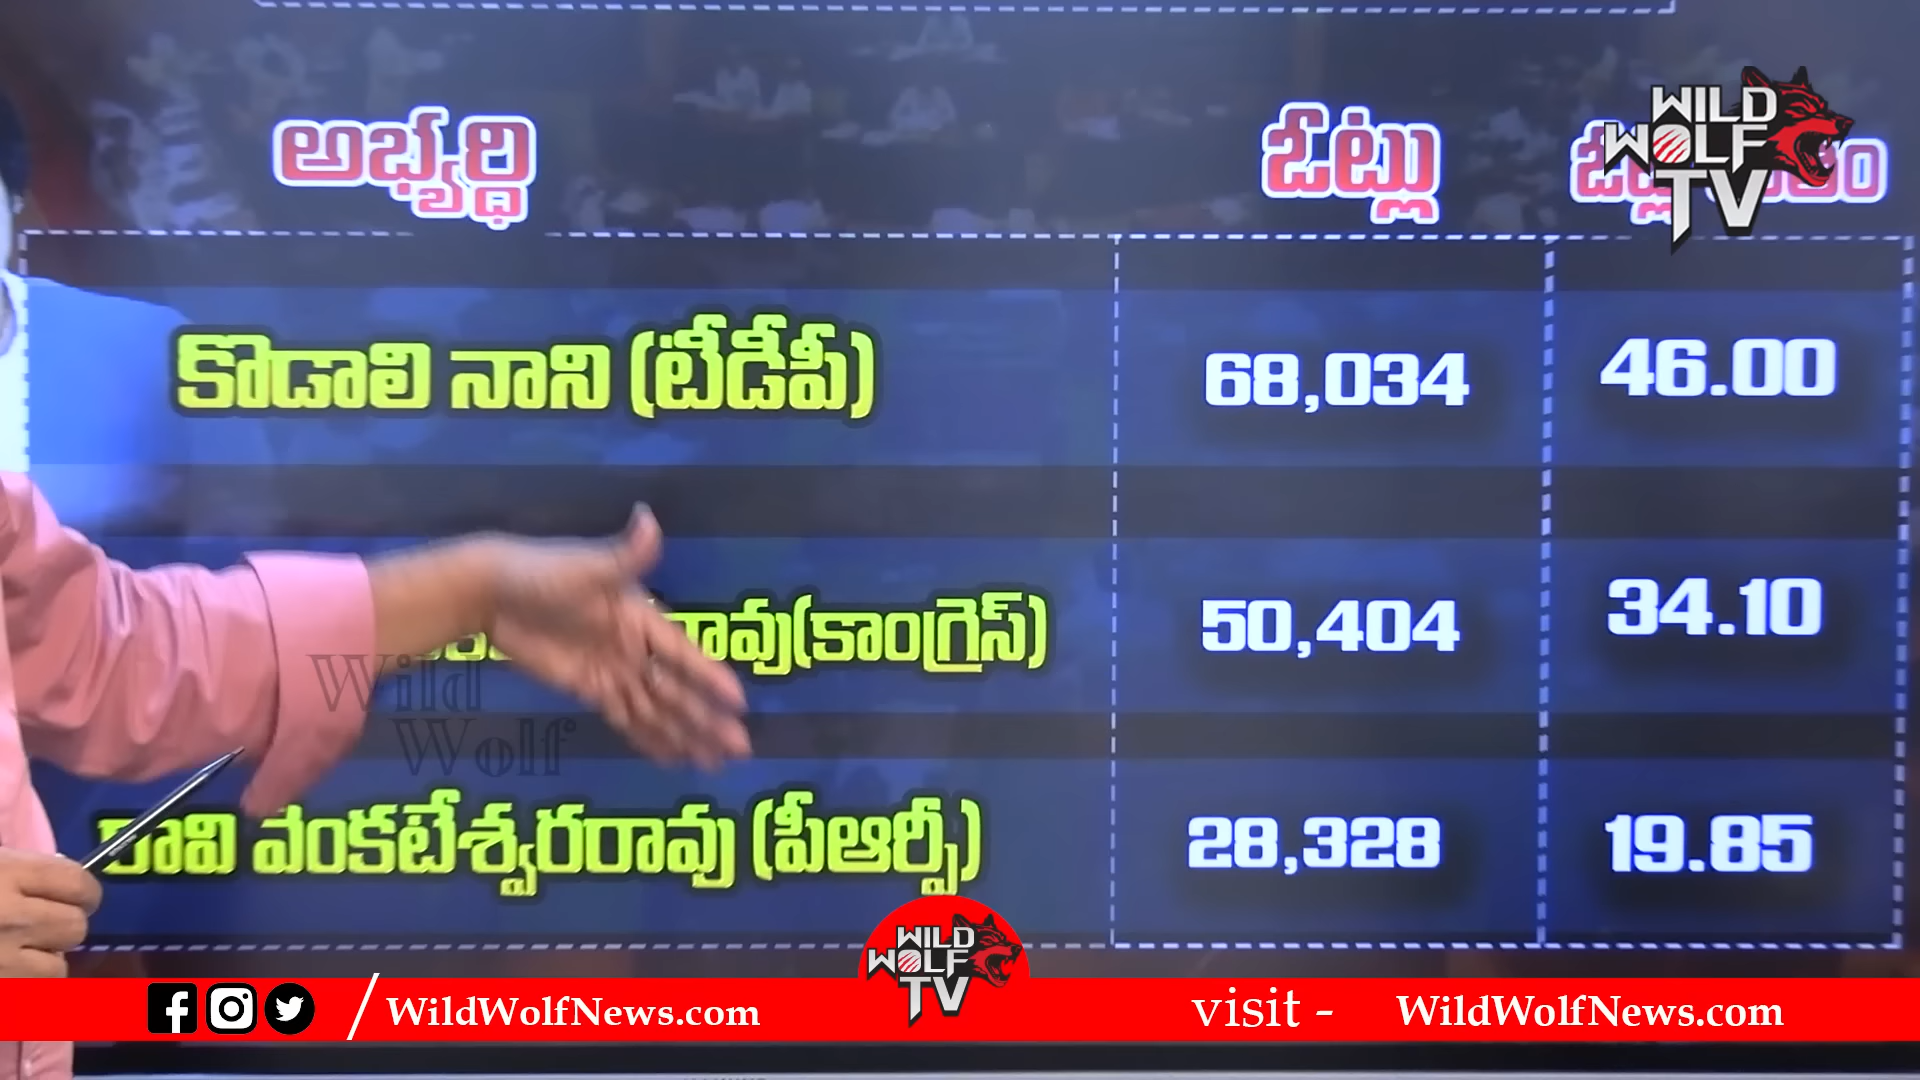 అభ్యర్థి ఓట్లు
WILD
WOLF
TV
కొడాలి నాని (టీడీపీ) 68,034 46.00
(కాంగ్రెస్) 50,404 34.10
Wild
Wolf
రావి వెంకటేశ్వరరావు (పీఆర్పీ) 28,328 19.85
WILD
WOLF
TV
WildWolfNews.com visit - WildWolfNews.com